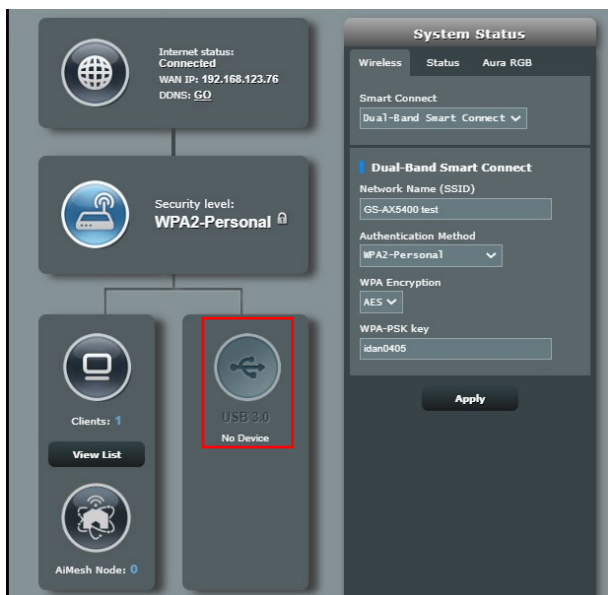 Internet status:
Connected
WAN IP: 192.168.123.76
DDNS: GO
Security level:
WPA2-Personal
Clients: 1
View List
AiMesh Node: 0
USB 3.0
No Device
System Status
Wireless Status Aura RGB
Smart Connect
Dual-Band Smart Connect
Dual-Band Smart Connect
Network Name (SSID)
GS-AX5400 test
Authentication Method
WPA2-Personal
WPA Encryption
AES
WPA-PSK key
idan0405
Apply